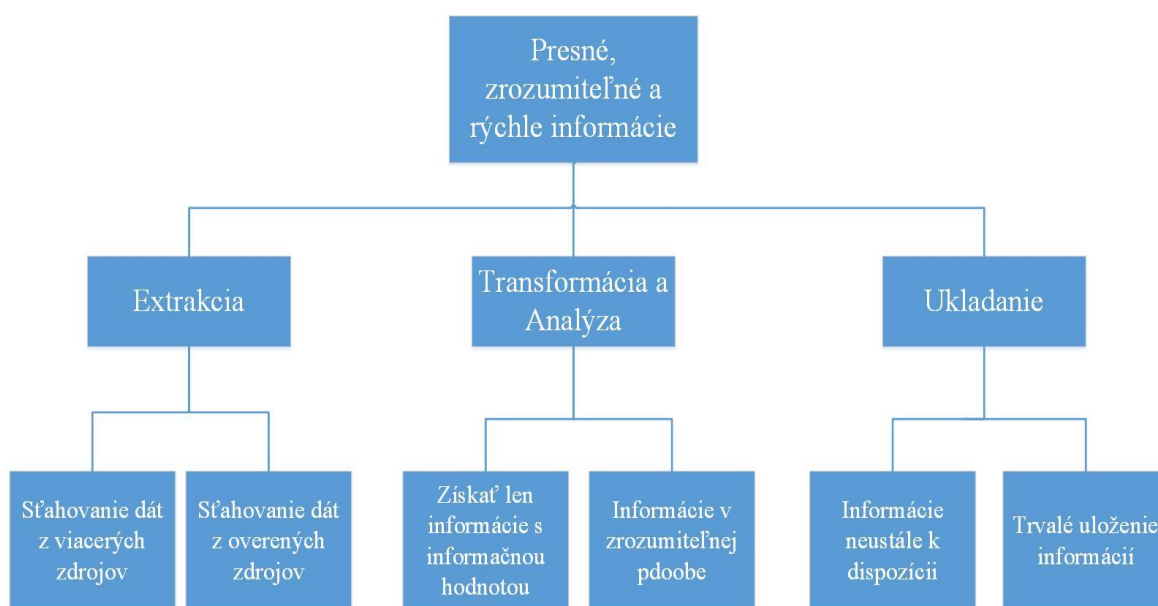 Presné,
zrozumiteľné a
rýchle informácie
Extrakcia
Transformácia a
Analýza
Ukladanie
Sťahovanie dát
z viacerých
zdrojov
Sťahovanie dát
z overených
zdrojov
Získať len
informácie s
informačnou
hodnotou
Informácie v
zrozumiteľnej
pdoobe
Informácie
neustále k
dispozícii
Trvalé uloženie
informácií